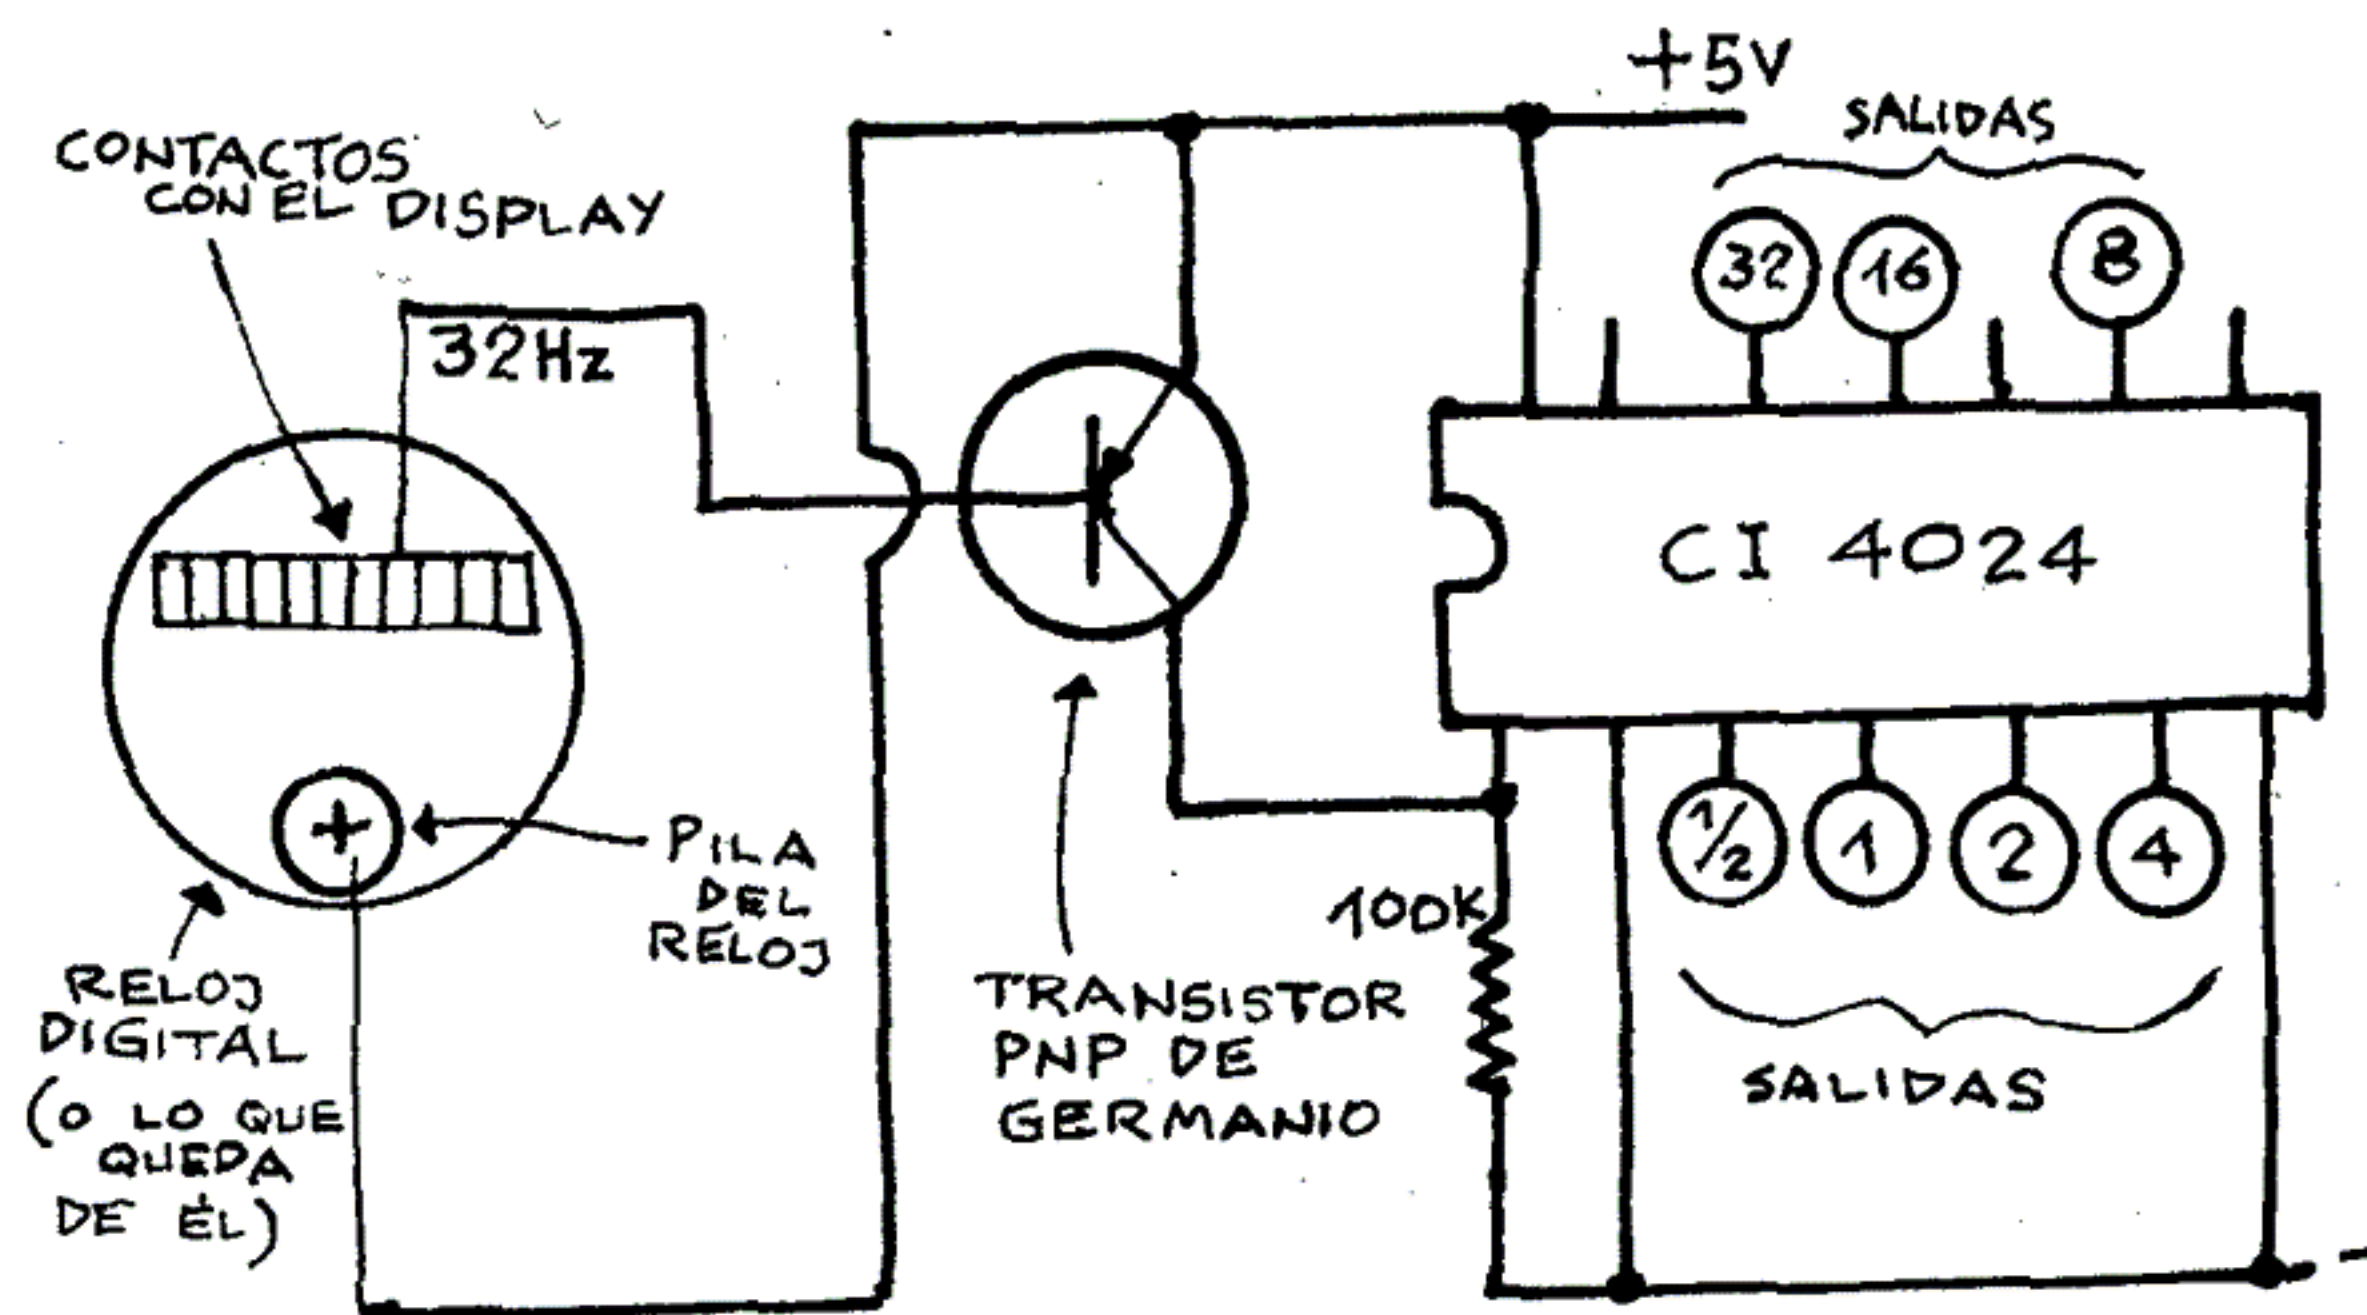 CONTACTOS
CON EL DISPLAY
32Hz
+5V
SALIDAS
32
16
8
CI 4024
+
PILA
DEL
RELOJ
RELOJ
DIGITAL
(O LO QUE
QUEDA
DE ÉL)
TRANSISTOR
PNP DE
GERMANIO
100K
1/2
1
2
4
SALIDAS
-